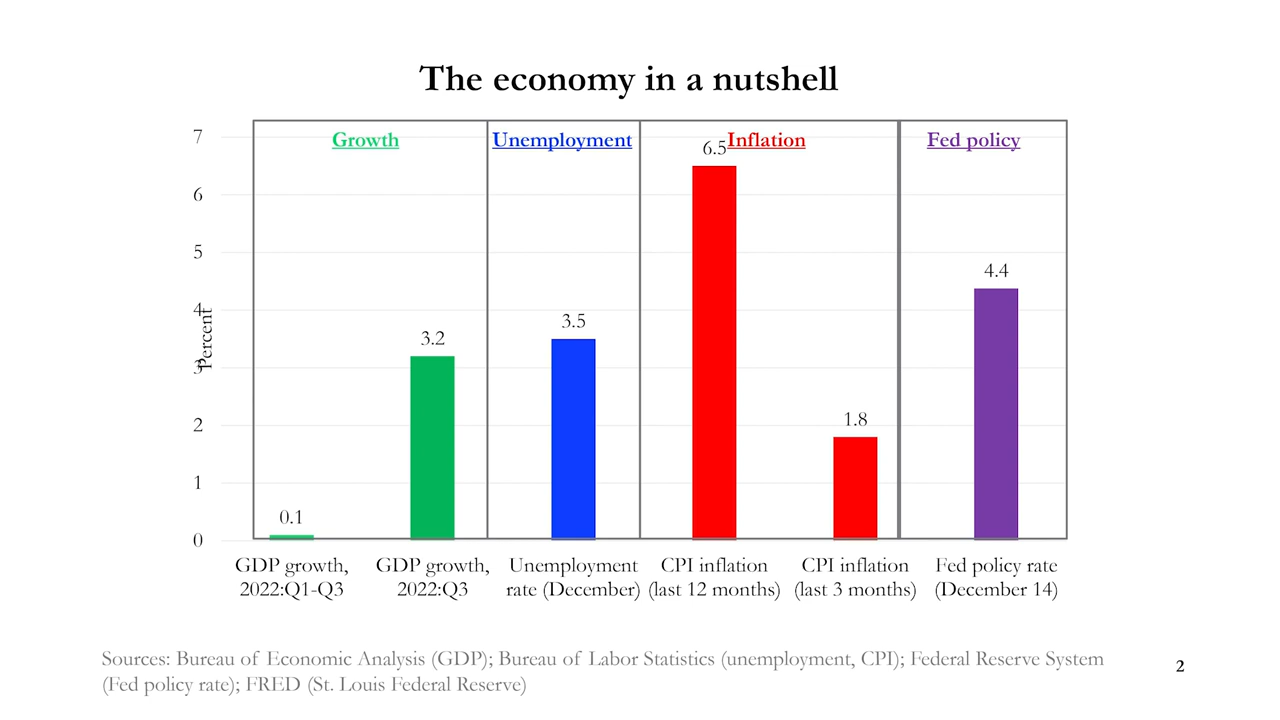 The economy in a nutshell
Growth
Unemployment
Inflation
Fed policy
Percent
7
6
5
4
3
2
1
0
0.1
3.2
3.5
6.5
1.8
4.4
GDP growth,
2022:Q1-Q3
GDP growth,
2022:Q3
Unemployment
rate (December)
CPI inflation
(last 12 months)
CPI inflation
(last 3 months)
Fed policy rate
(December 14)
Sources: Bureau of Economic Analysis (GDP); Bureau of Labor Statistics (unemployment, CPI); Federal Reserve System
(Fed policy rate); FRED (St. Louis Federal Reserve)
2